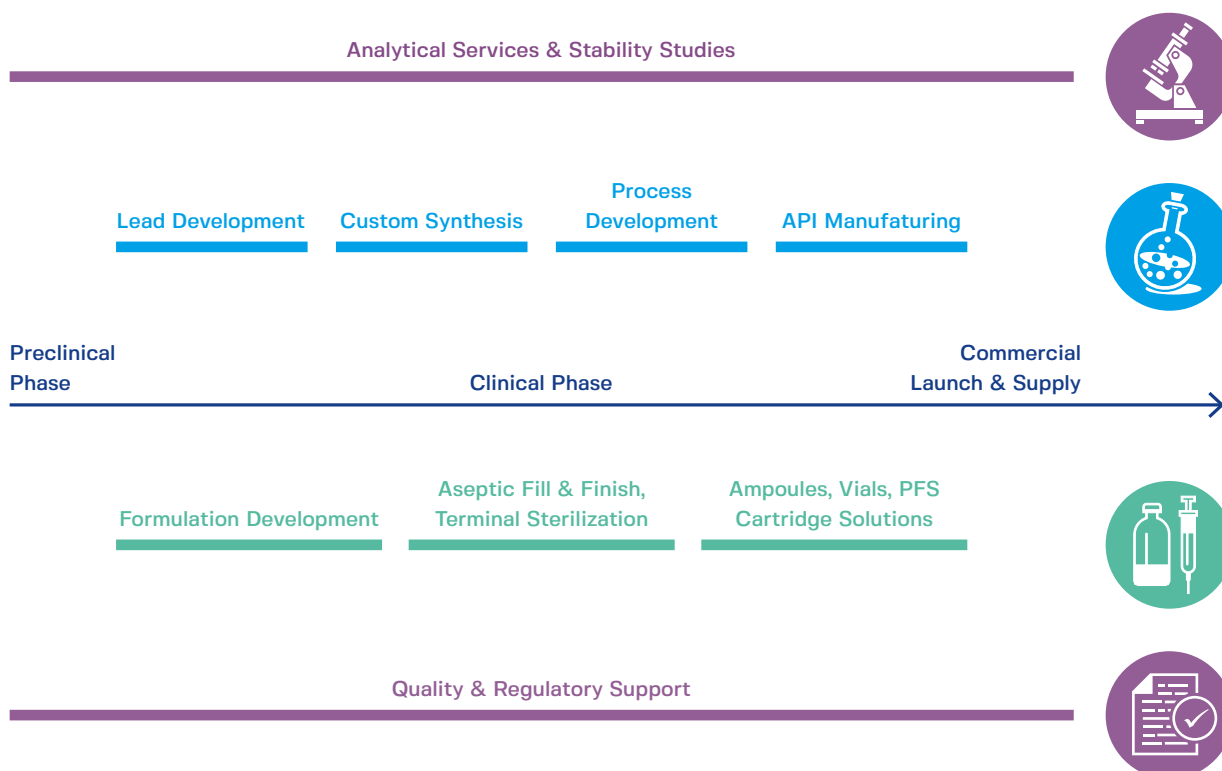 Analytical Services & Stability Studies
Lead Development
Custom Synthesis
Process
Development
API Manufaturing
Preclinical
Phase
Clinical Phase
Commercial
Launch & Supply
Formulation Development
Aseptic Fill & Finish,
Terminal Sterilization
Ampoules, Vials, PFS
Cartridge Solutions
Quality & Regulatory Support